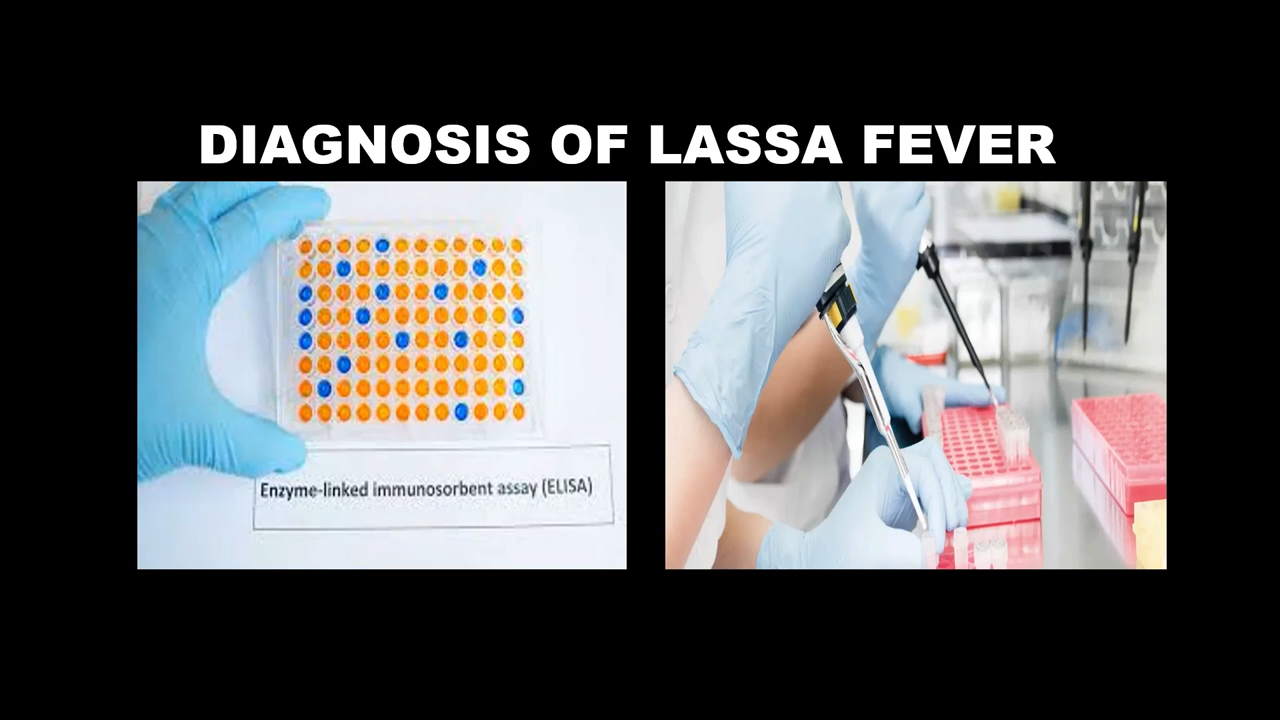 DIAGNOSIS OF LASSA FEVER
Enzyme-linked immunosorbent assay (ELISA)